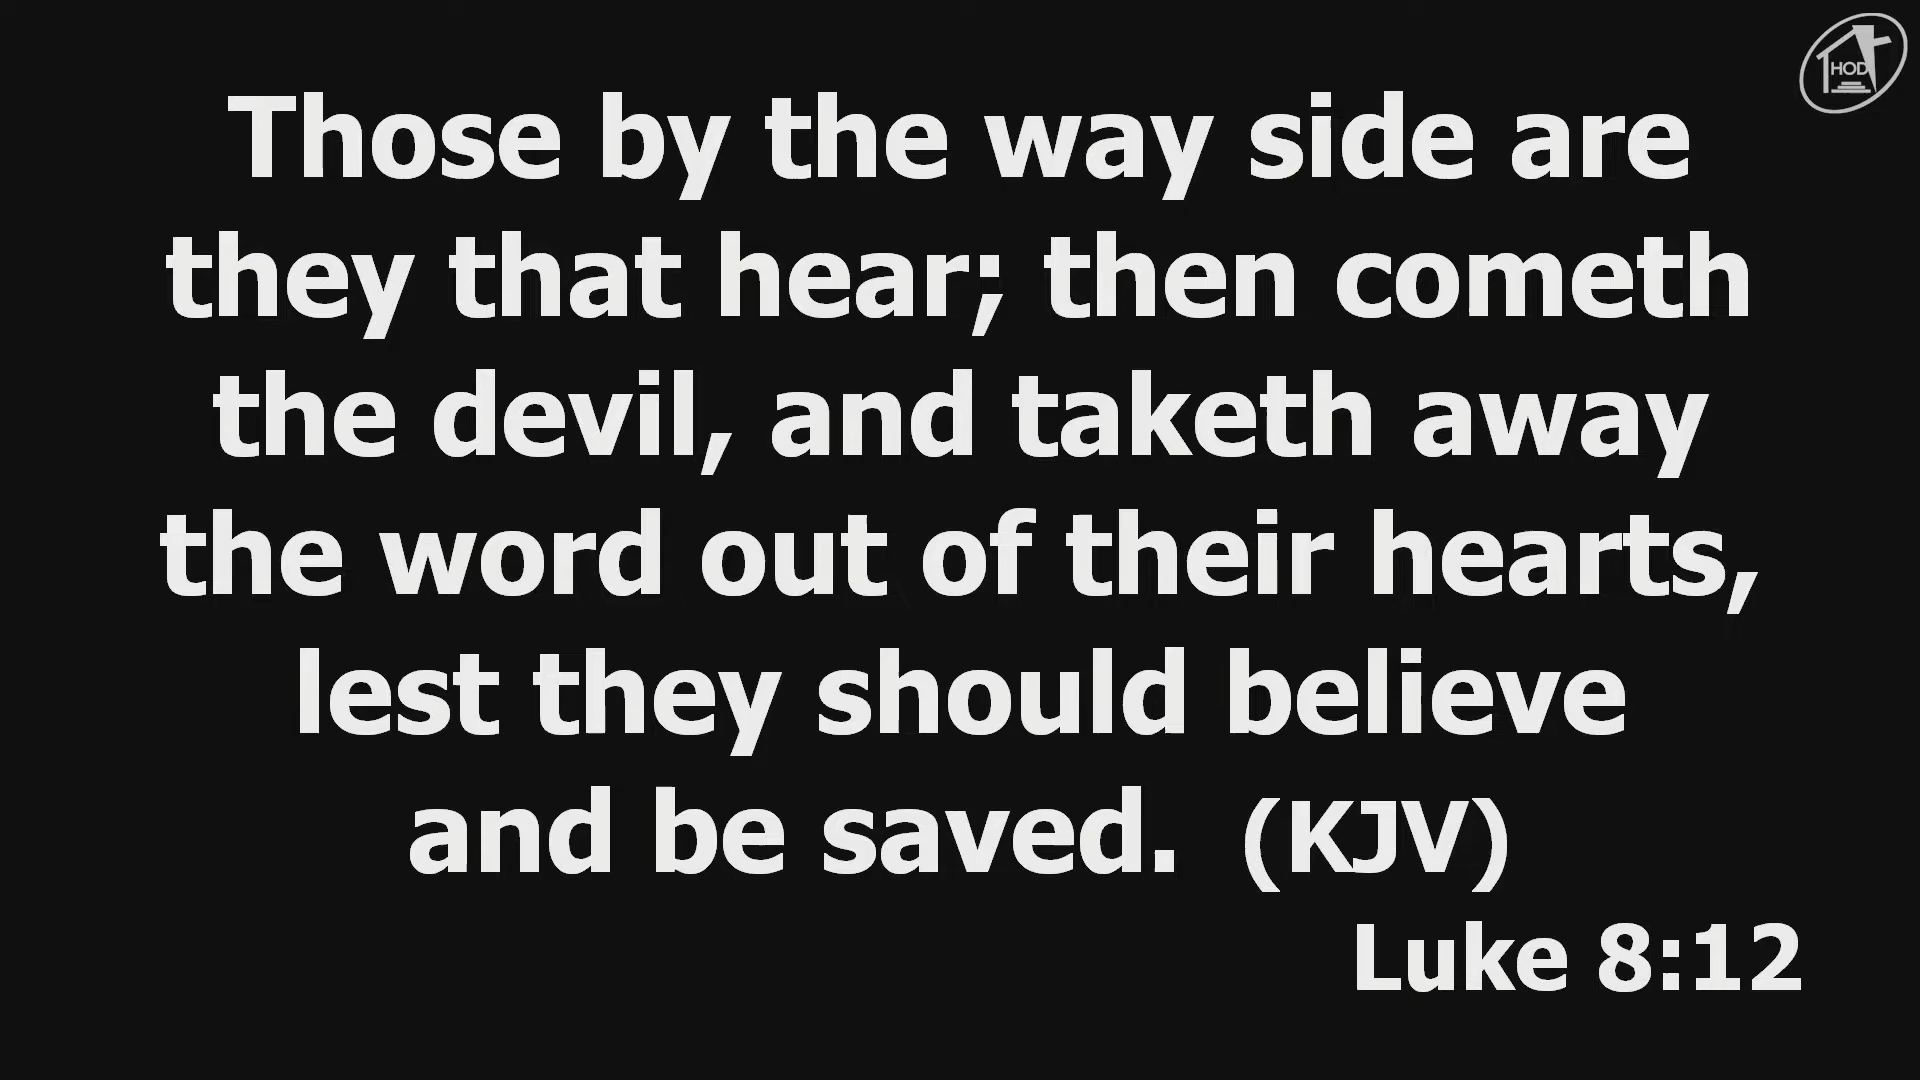 HOD
Those by the way side are
they that hear; then cometh
the devil, and taketh away
the word out of their hearts,
lest they should believe
and be saved. (KJV)
Luke 8:12